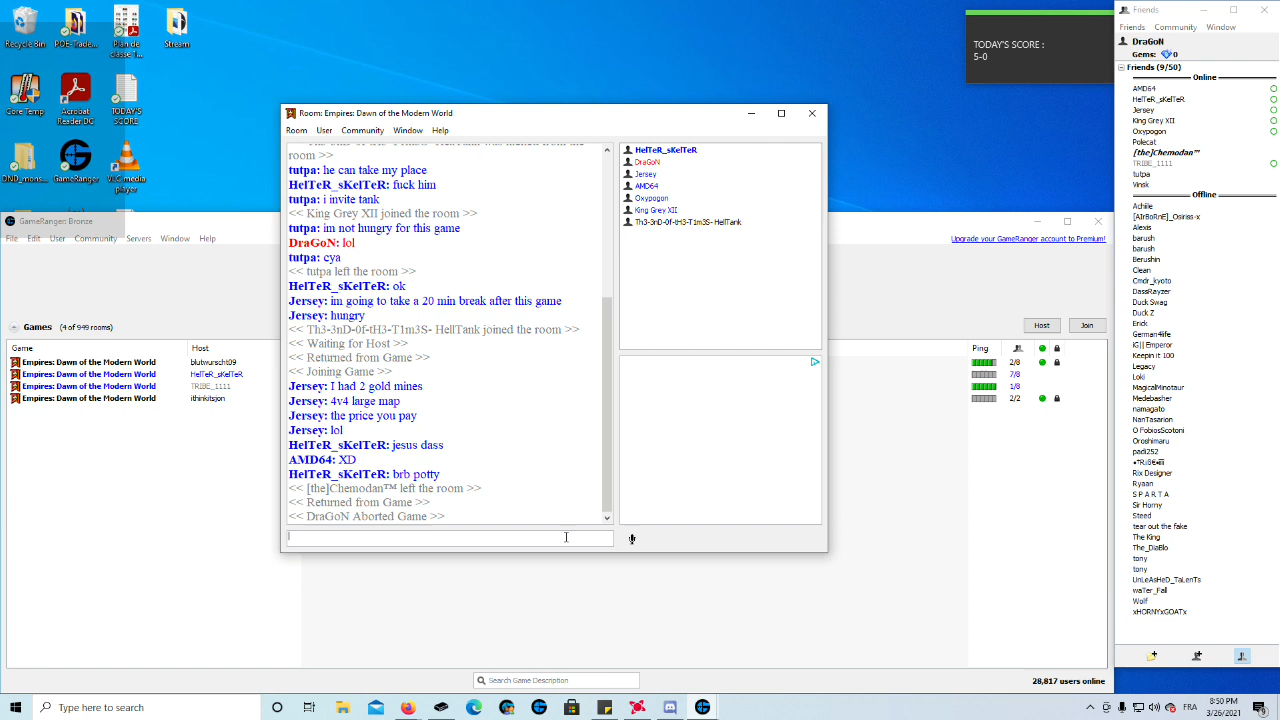 Recycle Bin
POE-Trade...
Plan de classe 1...
Stream
Core Temp
Acrobat Reader DC
TODAY'S SCORE
DND_mons...
GameRanger
VLC media player
TODAY'S SCORE :
5-0
Friends
Friends Community Window
DraGoN
Gems: 0
Friends (9/50)
Online
AMD64
HelTeR_sKelTeR
Jersey
King Grey XII
Oxypogon
Polecat
[the]Chemodan™
TRIBE_1111
tutpa
Vinsk
Offline
Achiile
[AIrBoRnE]_Osiriss-x
Alexis
barush
barush
Berushin
Clean
Cmdr_kyoto
DassRayzer
Duck Swag
Duck Z
Erick
German4life
iG|| Emperor
Keepin it 100
Legacy
Loki
MagicalMinotaur
Medebasher
namagato
NanTasarion
O FobiosScotoni
Oroshimaru
padi252
Rix Designer
Ryaan
S P A R T A
Sir Horny
Steed
tear out the fake
The King
The_DiaBlo
tony
tony
UnLeAsHeD_TaLenTs
waTer_Fall
Wolf
xHORNYxGOATx
Room: Empires: Dawn of the Modern World
Room User Community Window Help
room >>
tutpa: he can take my place
HelTeR_sKelTeR: fuck him
tutpa: i invite tank
<< King Grey XII joined the room >>
tutpa: im not hungry for this game
DraGoN: lol
tutpa: cya
<< tutpa left the room >>
HelTeR_sKelTeR: ok
Jersey: im going to take a 20 min break after this game
Jersey: hungry
<< Th3-3nD-0f-tH3-T1m3S- HellTank joined the room >>
<< Waiting for Host >>
<< Returned from Game >>
<< Joining Game >>
Jersey: I had 2 gold mines
Jersey: 4v4 large map
Jersey: the price you pay
Jersey: lol
HelTeR_sKelTeR: jesus dass
AMD64: XD
HelTeR_sKelTeR: brb potty
<< [the]Chemodan™ left the room >>
<< Returned from Game >>
<< DraGoN Aborted Game >>
HelTeR_sKelTeR
DraGoN
Jersey
AMD64
Oxypogon
King Grey XII
Th3-3nD-0f-tH3-T1m3S- HellTank
GameRanger: Bronze
File Edit User Community Servers Window Help
Upgrade your GameRanger account to Premium!
Games (4 of 949 rooms)
Host Join
Game Host Ping
Empires: Dawn of the Modern World blutwurscht09 2/8
Empires: Dawn of the Modern World HelTeR_sKelTeR 7/8
Empires: Dawn of the Modern World TRIBE_1111 1/8
Empires: Dawn of the Modern World ithinkitsjon 2/2
Search Game Description
28,817 users online
Type here to search
FRA
8:50 PM
3/26/2021
9